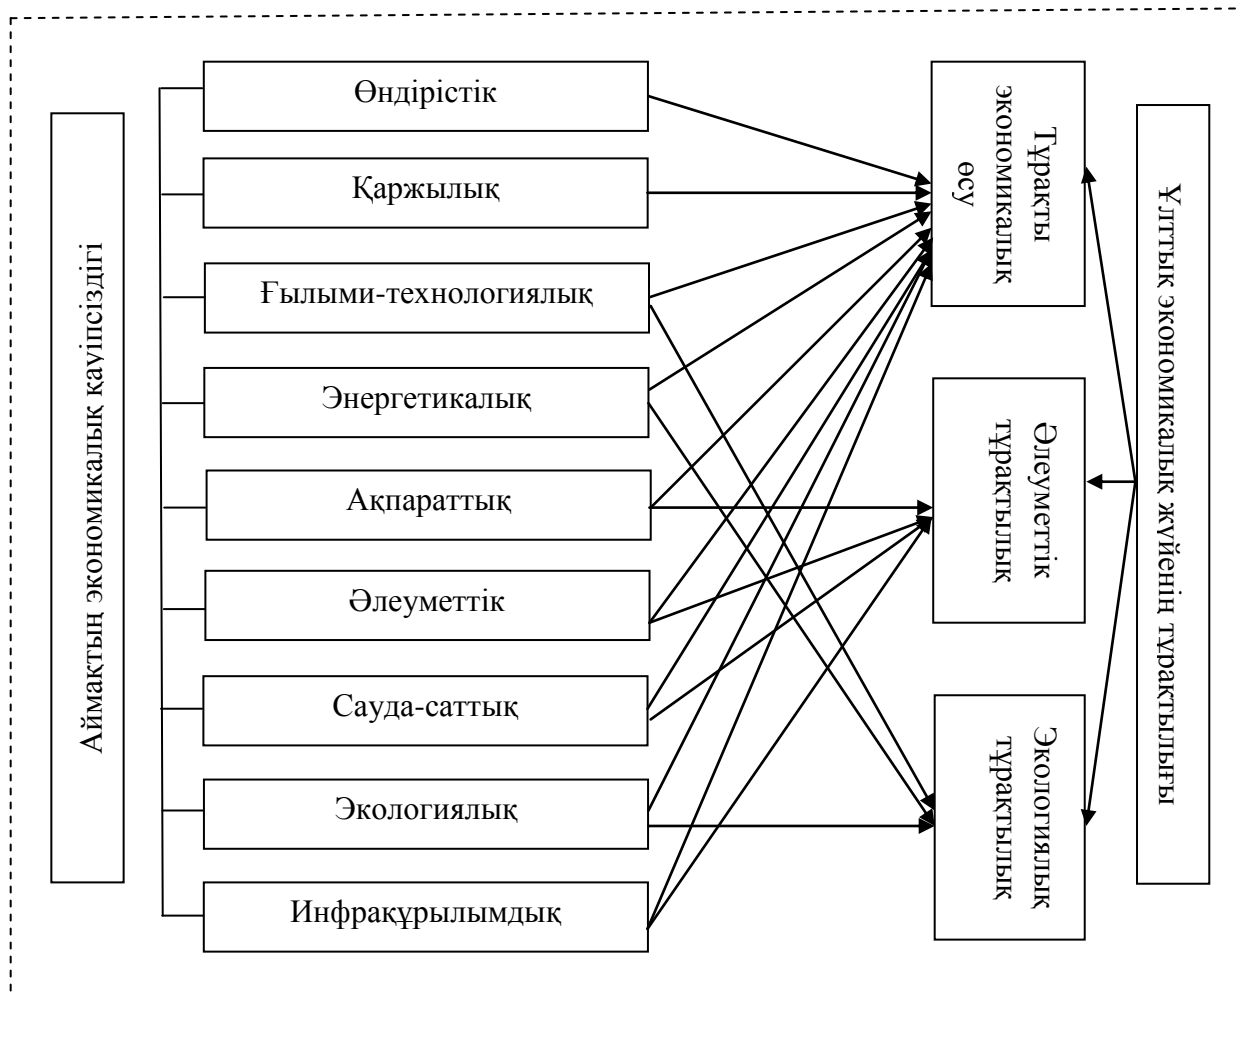 Аймақтың экономикалық қауіпсіздігі
Өндірістік
Қаржылық
Ғылыми-технологиялық
Энергетикалық
Ақпараттық
Әлеуметтік
Сауда-саттық
Экологиялық
Инфрақұрылымдық
Тұрақты
экономикалық
өсу
Әлеуметтік
тұрақтылық
Экологиялық
тұрақтылық
Ұлттық экономикалық жүйенің тұрақтылығы